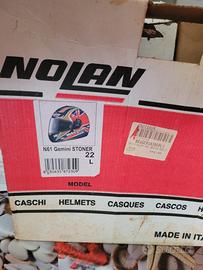 NOLAN
N61 Gemini STONER
22
L
MODEL
CASCHI HELMETS CASQUES CASCOS
MADE IN ITA